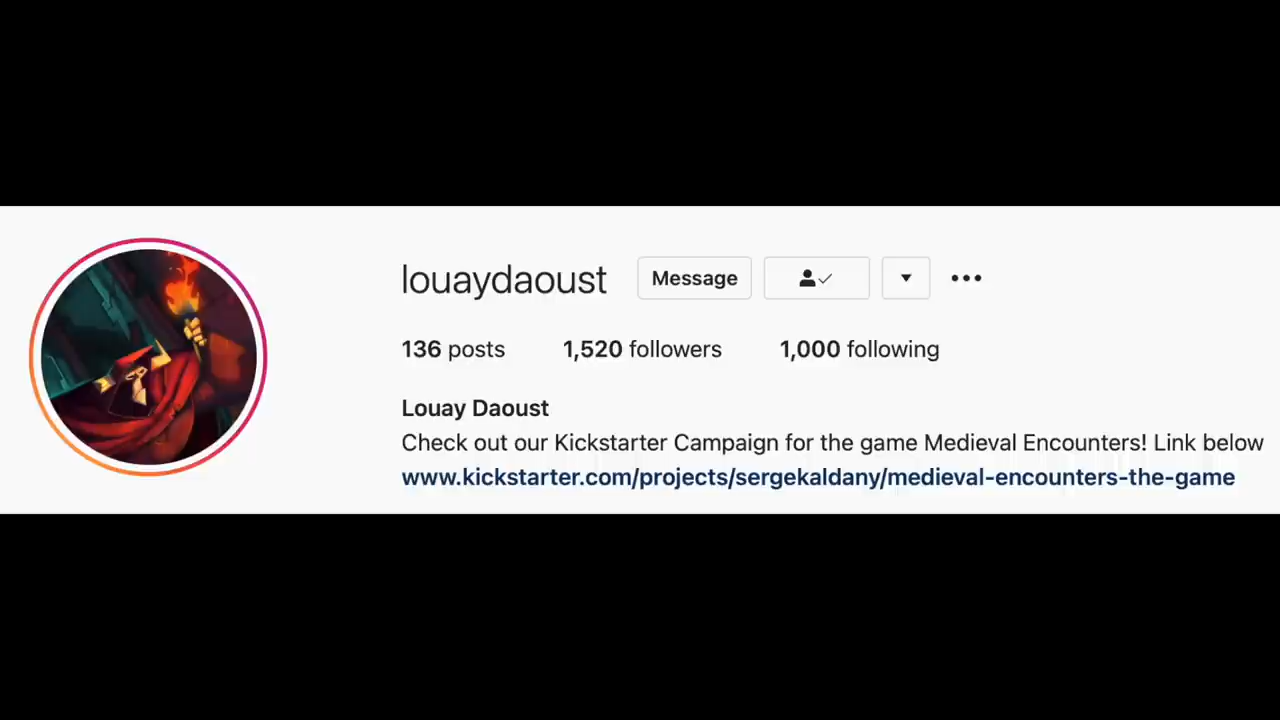 louaydaoust Message
136 posts 1,520 followers 1,000 following
Louay Daoust
Check out our Kickstarter Campaign for the game Medieval Encounters! Link below
www.kickstarter.com/projects/sergekaldany/medieval-encounters-the-game